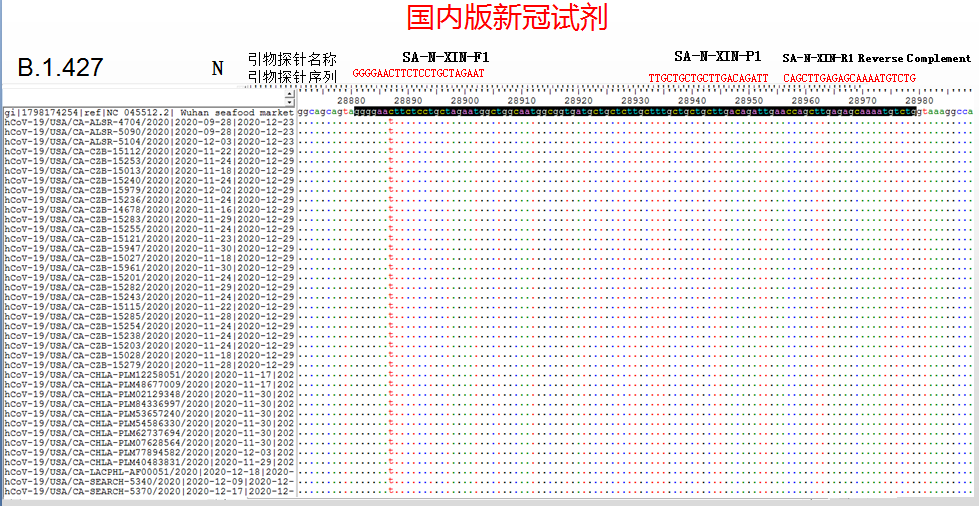 国内版新冠试剂
B.1.427
N
引物探针名称
SA-N-XIN-F1
SA-N-XIN-P1
SA-N-XIN-R1 Reverse Complement
引物探针序列
GGGGAACTTCTCCTGCTAGAAT
TTGCTGCTGCTTGACAGATT
CAGCTTGAGAGCAAAATGTCTG
28880 28890 28900 28910 28920 28930 28940 28950 28960 28970 28980
gi|1798174254|ref|NC 045512.2| Wuhan seafood market ggcagcagtaggggaacttctcctgctagaatggctggcaatggcggtgatgctgctcttgctttgctgctgcttgacagattgaaccagcttgagagcaaaatgtctggtaaaggcca
hCoV-19/USA/CA-ALSR-4704/2020|2020-09-28|2020-12-23 t
hCoV-19/USA/CA-ALSR-5090/2020|2020-09-28|2020-12-23 t
hCoV-19/USA/CA-ALSR-5104/2020|2020-12-03|2020-12-23 t
hCoV-19/USA/CA-CZB-15112/2020|2020-11-22|2020-12-29 t
hCoV-19/USA/CA-CZB-15253/2020|2020-11-24|2020-12-29 t
hCoV-19/USA/CA-CZB-15013/2020|2020-11-18|2020-12-29 t
hCoV-19/USA/CA-CZB-15240/2020|2020-11-24|2020-12-29 t
hCoV-19/USA/CA-CZB-15979/2020|2020-12-02|2020-12-29 t
hCoV-19/USA/CA-CZB-15236/2020|2020-11-24|2020-12-29 t
hCoV-19/USA/CA-CZB-14678/2020|2020-11-16|2020-12-29 t
hCoV-19/USA/CA-CZB-15283/2020|2020-11-29|2020-12-29 t
hCoV-19/USA/CA-CZB-15255/2020|2020-11-24|2020-12-29 t
hCoV-19/USA/CA-CZB-15121/2020|2020-11-23|2020-12-29 t
hCoV-19/USA/CA-CZB-15947/2020|2020-11-30|2020-12-29 t
hCoV-19/USA/CA-CZB-15027/2020|2020-11-18|2020-12-29 t
hCoV-19/USA/CA-CZB-15961/2020|2020-11-30|2020-12-29 t
hCoV-19/USA/CA-CZB-15201/2020|2020-11-24|2020-12-29 t
hCoV-19/USA/CA-CZB-15282/2020|2020-11-29|2020-12-29 t
hCoV-19/USA/CA-CZB-15243/2020|2020-11-24|2020-12-29 t
hCoV-19/USA/CA-CZB-15115/2020|2020-11-22|2020-12-29 t
hCoV-19/USA/CA-CZB-15285/2020|2020-11-28|2020-12-29 t
hCoV-19/USA/CA-CZB-15254/2020|2020-11-24|2020-12-29 t
hCoV-19/USA/CA-CZB-15238/2020|2020-11-24|2020-12-29 t
hCoV-19/USA/CA-CZB-15203/2020|2020-11-24|2020-12-29 t
hCoV-19/USA/CA-CZB-15028/2020|2020-11-18|2020-12-29 t
hCoV-19/USA/CA-CZB-15279/2020|2020-11-28|2020-12-29 t
hCoV-19/USA/CA-CHLA-PLM12258051/2020|2020-11-17|202 t
hCoV-19/USA/CA-CHLA-PLM48677009/2020|2020-11-17|202 t
hCoV-19/USA/CA-CHLA-PLM02129348/2020|2020-11-30|202 t
hCoV-19/USA/CA-CHLA-PLM84336997/2020|2020-11-30|202 t
hCoV-19/USA/CA-CHLA-PLM53657240/2020|2020-11-30|202 t
hCoV-19/USA/CA-CHLA-PLM54586330/2020|2020-11-30|202 t
hCoV-19/USA/CA-CHLA-PLM62737694/2020|2020-11-30|202 t
hCoV-19/USA/CA-CHLA-PLM07628564/2020|2020-11-30|202 t
hCoV-19/USA/CA-CHLA-PLM77894582/2020|2020-12-03|202 t
hCoV-19/USA/CA-CHLA-PLM40483831/2020|2020-11-29|202 t
hCoV-19/USA/CA-LACPHL-AF00051/2020|2020-12-18|2020- t
hCoV-19/USA/CA-SEARCH-5340/2020|2020-12-09|2020-12- t
hCoV-19/USA/CA-SEARCH-5370/2020|2020-12-17|2020-12- t